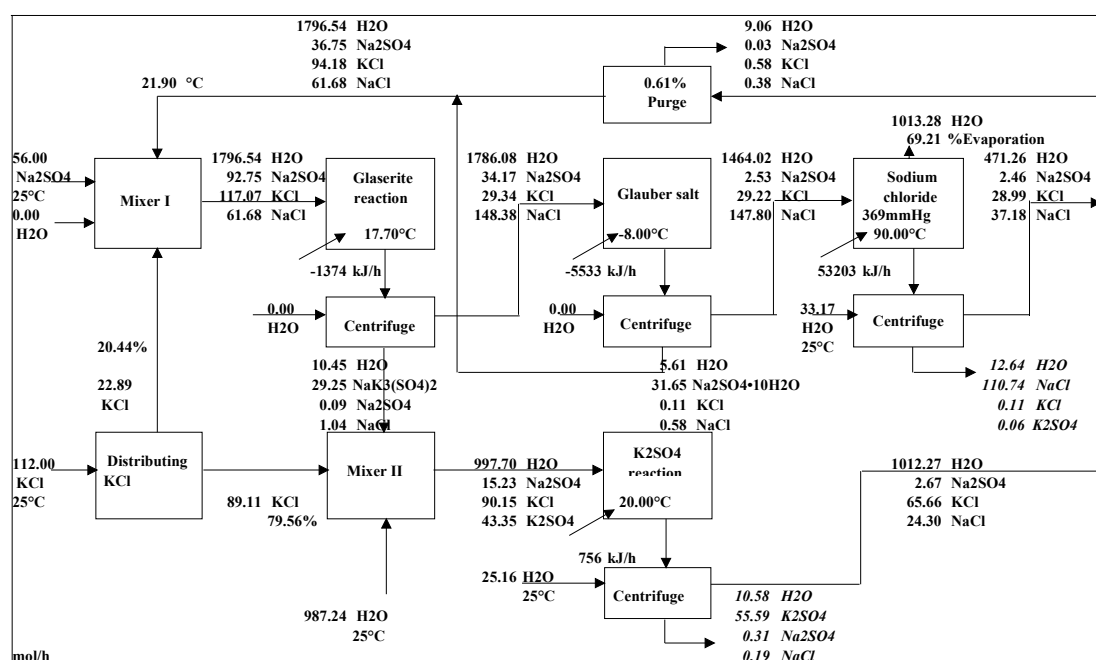 1796.54 H2O
36.75 Na2SO4
94.18 KCl
61.68 NaCl
9.06 H2O
0.03 Na2SO4
0.58 KCl
0.38 NaCl
21.90 °C
0.61%
Purge
1013.28 H2O
69.21 %Evaporation
56.00
Na2SO4
25°C
0.00
H2O
Mixer I
1796.54 H2O
92.75 Na2SO4
117.07 KCl
61.68 NaCl
Glaserite
reaction
17.70°C
-1374 kJ/h
1786.08 H2O
34.17 Na2SO4
29.34 KCl
148.38 NaCl
Glauber salt
-8.00°C
-5533 kJ/h
1464.02 H2O
2.53 Na2SO4
29.22 KCl
147.80 NaCl
Sodium
chloride
369mmHg
90.00°C
53203 kJ/h
471.26 H2O
2.46 Na2SO4
28.99 KCl
37.18 NaCl
0.00
H2O
Centrifuge
0.00
H2O
Centrifuge
33.17
H2O
25°C
Centrifuge
20.44%
22.89
KCl
10.45 H2O
29.25 NaK3(SO4)2
0.09 Na2SO4
1.04 NaCl
5.61 H2O
31.65 Na2SO4•10H2O
0.11 KCl
0.58 NaCl
12.64 H2O
110.74 NaCl
0.11 KCl
0.06 K2SO4
112.00
KCl
25°C
Distributing
KCl
89.11 KCl
79.56%
Mixer II
997.70 H2O
15.23 Na2SO4
90.15 KCl
43.35 K2SO4
K2SO4
reaction
20.00°C
756 kJ/h
1012.27 H2O
2.67 Na2SO4
65.66 KCl
24.30 NaCl
987.24 H2O
25°C
25.16 H2O
25°C
Centrifuge
10.58 H2O
55.59 K2SO4
0.31 Na2SO4
0.19 NaCl
mol/h